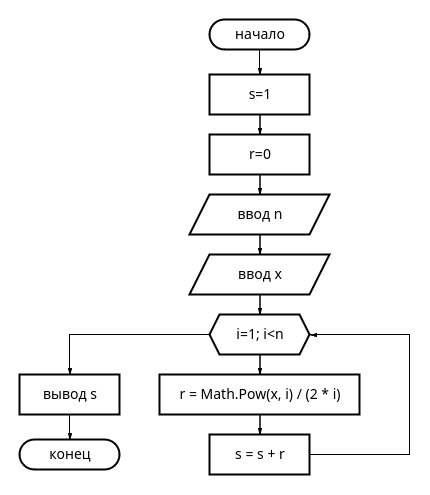 начало
s=1
r=0
ввод n
ввод x
i=1; i<n
r = Math.Pow(x, i) / (2 * i)
s = s + r
вывод s
конец